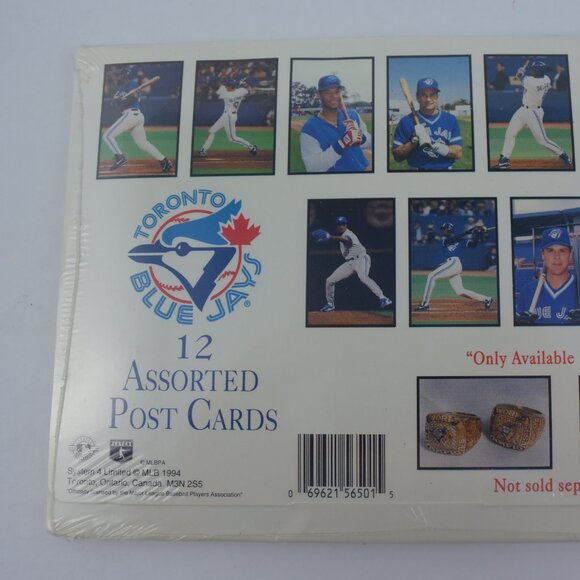 TORONTO
BLUE JAYS
12
ASSORTED
POST CARDS
"Only Available
Not sold sep
© MLBPA
System 4 Limited © MLB 1994
Toronto, Ontario, Canada, M3N 2S5
"Officially licensed by the Major League Baseball Players Association"
0 69621 56501 5